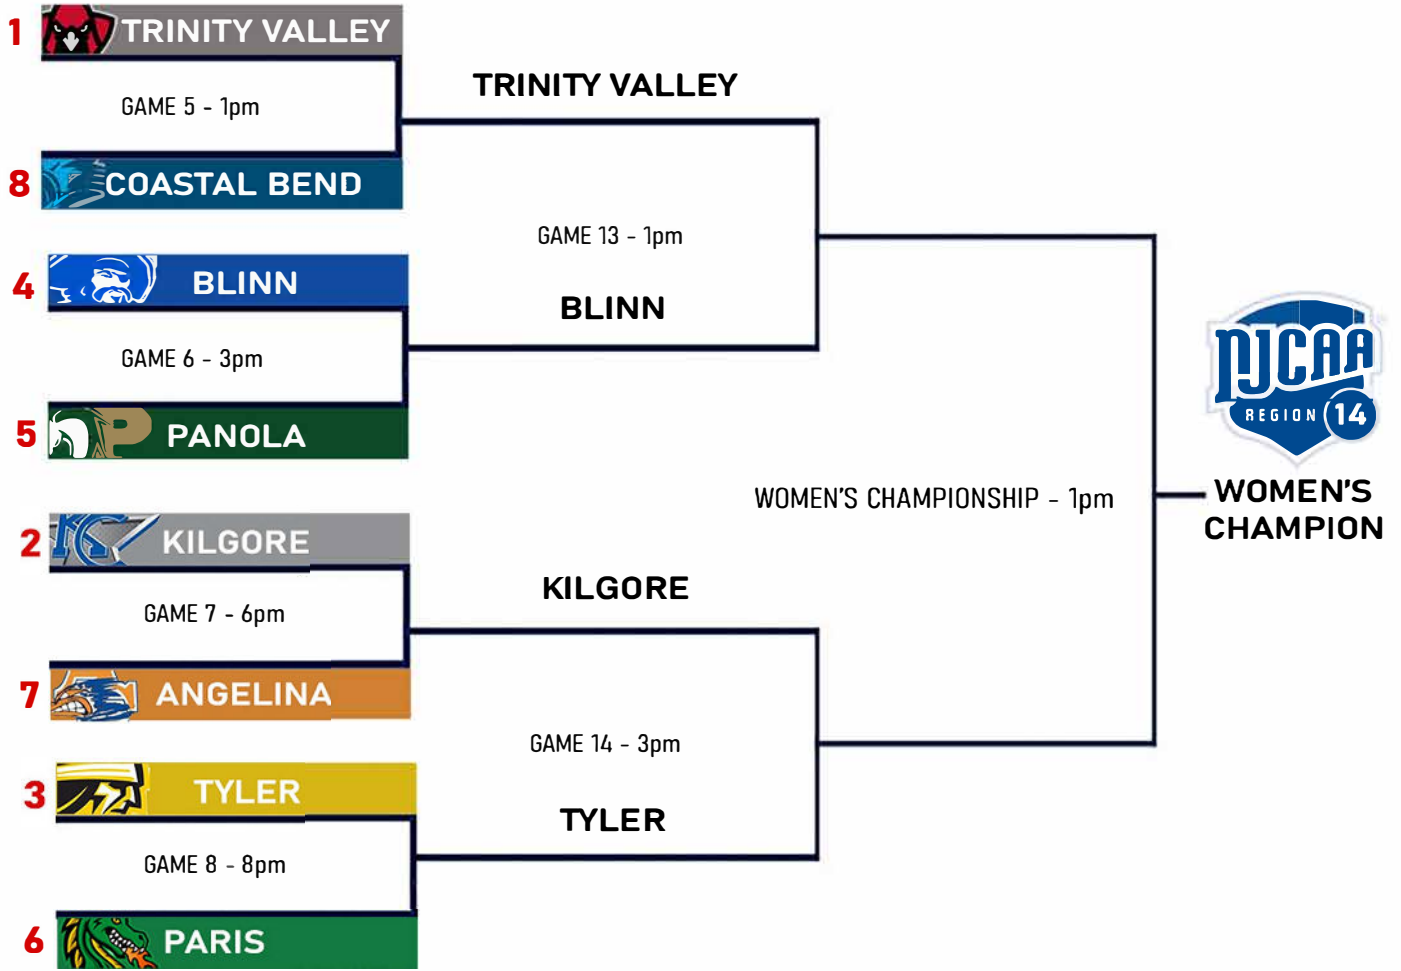 1 TRINITY VALLEY
GAME 5 - 1pm
8 COASTAL BEND
TRINITY VALLEY
GAME 13 - 1pm
BLINN
4 BLINN
GAME 6 - 3pm
5 P PANOLA
2 KC KILGORE
GAME 7 - 6pm
7 ANGELINA
KILGORE
GAME 14 - 3pm
TYLER
3 TYLER
GAME 8 - 8pm
6 PARIS
WOMEN'S CHAMPIONSHIP - 1pm
NJCAA
REGION 14
WOMEN'S
CHAMPION